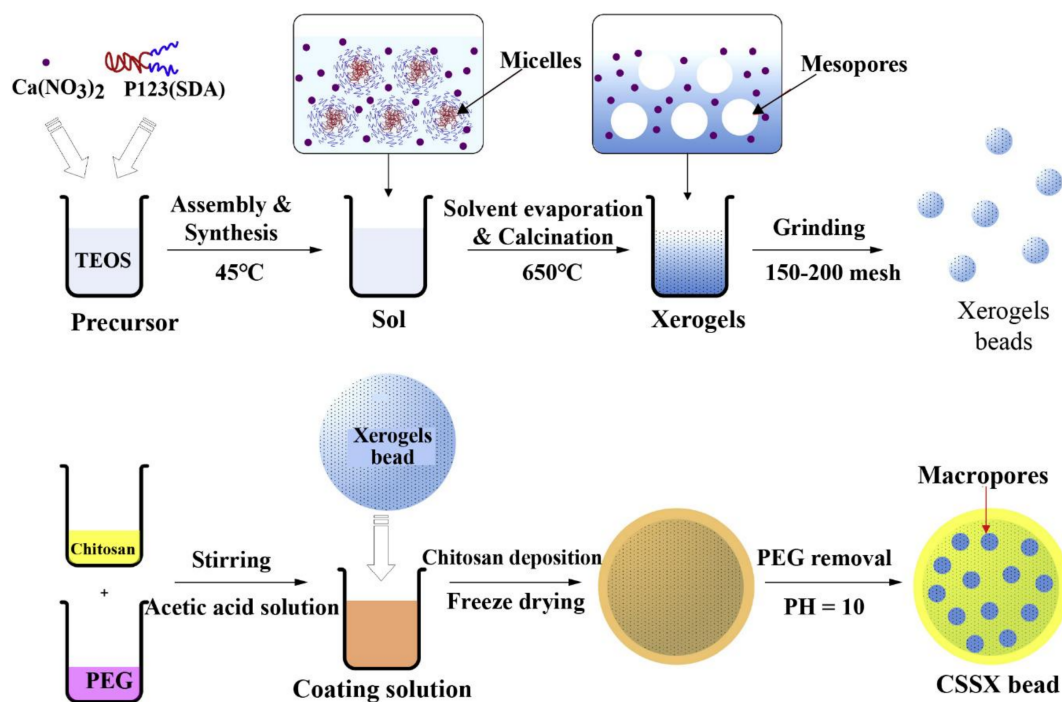 Ca(NO3)2 P123(SDA)
Micelles
Mesopores
TEOS
Precursor
Assembly &
Synthesis
45℃
Sol
Solvent evaporation
& Calcination
650℃
Xerogels
Grinding
150-200 mesh
Xerogels
beads
Chitosan
+
PEG
Stirring
Acetic acid solution
Xerogels
bead
Coating solution
Chitosan deposition
Freeze drying
PEG removal
PH = 10
Macropores
CSSX bead